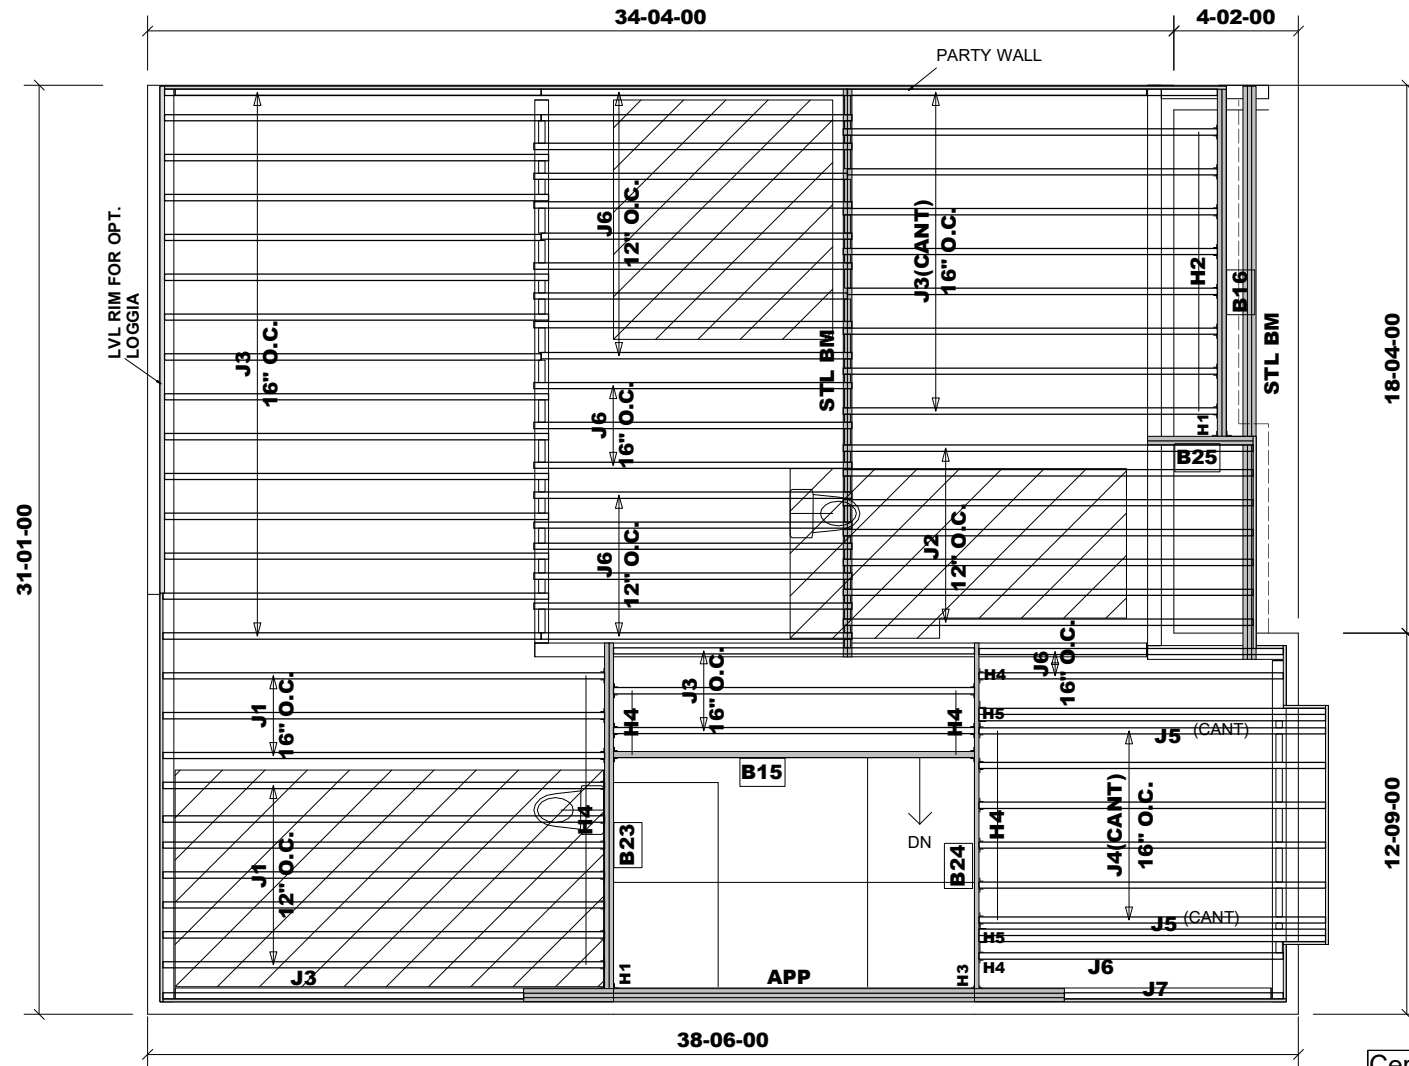 34-04-00
4-02-00
PARTY WALL
LVL RIM FOR OPT.
LOGGIA
J3
16" O.C.
J6
12" O.C.
J3(CANT)
16" O.C.
H2
B16
STL BM
STL BM
18-04-00
J6
16" O.C.
H1
B25
31-01-00
J6
12" O.C.
J2
12" O.C.
J1
16" O.C.
J3
16" O.C.
H4
H4
J6
16" O.C.
H4
H5
J5 (CANT)
B15
DN
H4
J1
12" O.C.
B23
B24
H4
J4(CANT)
16" O.C.
12-09-00
J5 (CANT)
H5
H4
J6
J3
H1
APP
H3
J7
38-06-00